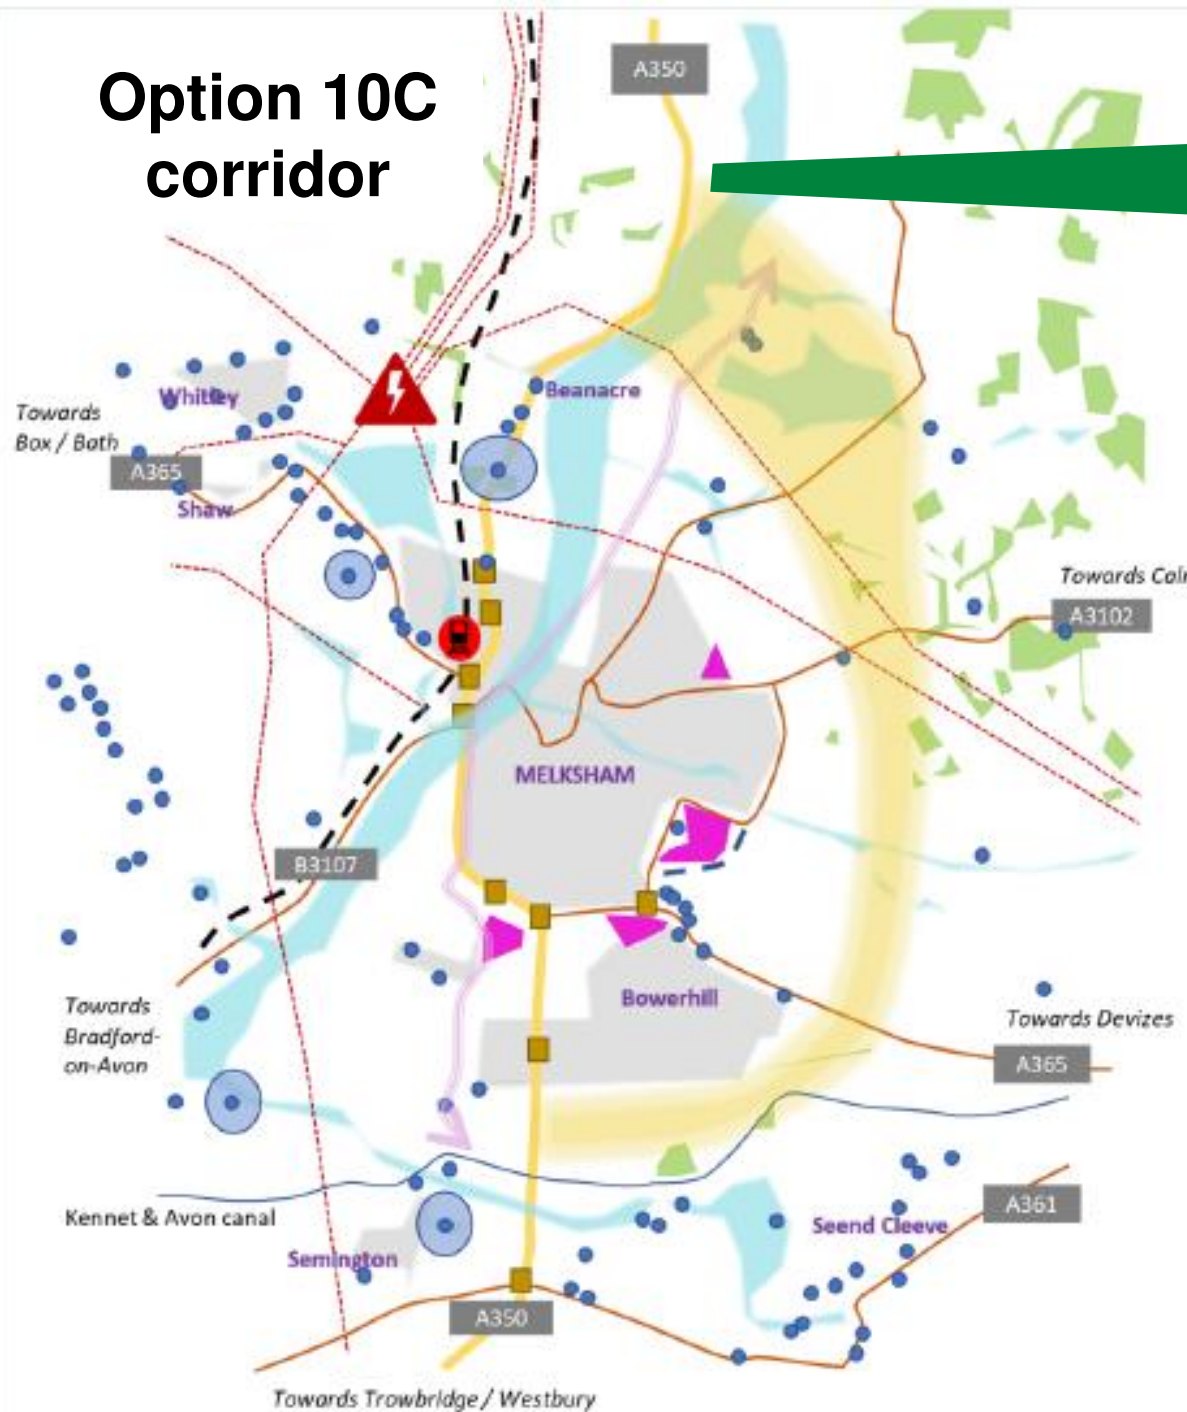 Option 10C
corridor
A350
Whitley
Beanacre
Towards
Box / Bath
A365
Shaw
Towards
A3102
MELKSHAM
B3107
Towards
Bradford-
on-Avon
Bowerhill
Towards Devizes
A365
Kennet & Avon canal
A361
Seend Cleeve
Semington
A350
Towards Trowbridge / Westbury